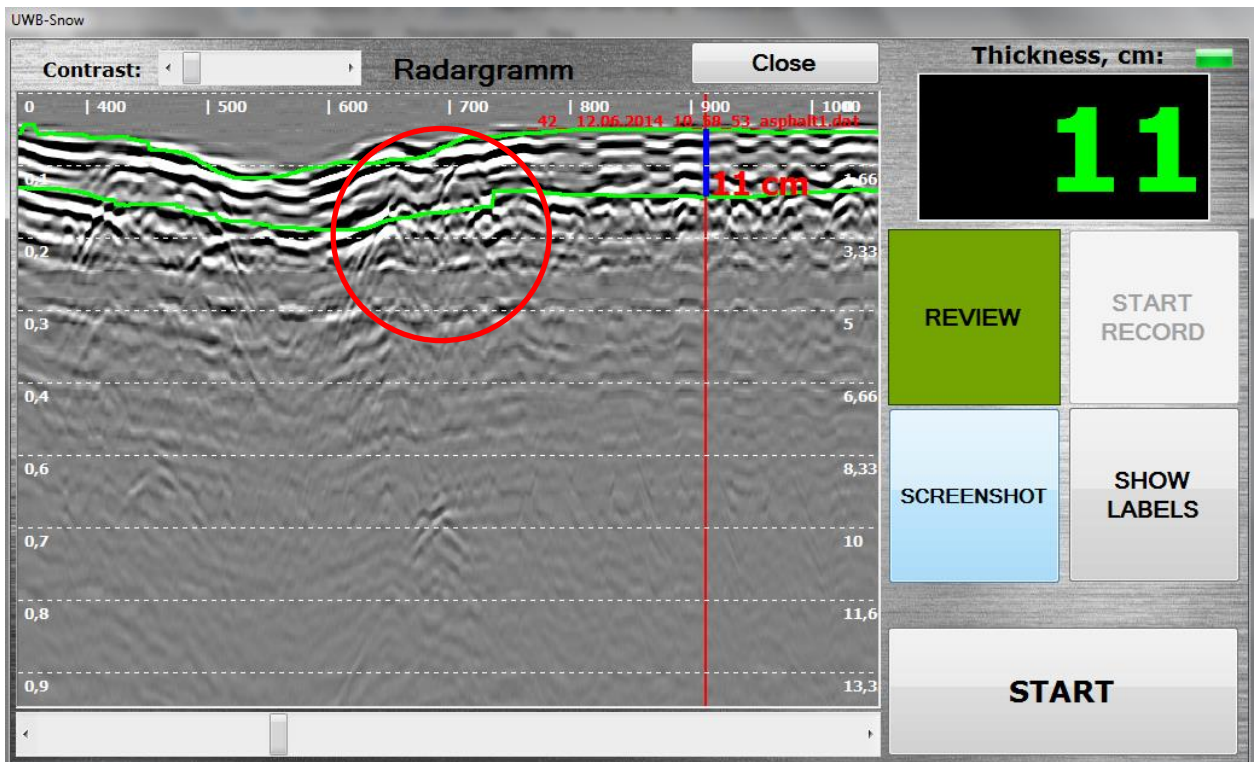 UWB-Snow
Contrast:
Radargramm
Close
Thickness, cm:
0 | 400 | 500 | 600 | 700 | 800 | 900 | 1000
_42_ 12.06.2014 10_58_53_asphalt1.dat
11
0,1 1,66
11 cm
0,2 3,33
0,3 5
0,4 6,66
0,6 8,33
0,7 10
0,8 11,6
0,9 13,3
REVIEW
START
RECORD
SCREENSHOT
SHOW
LABELS
START